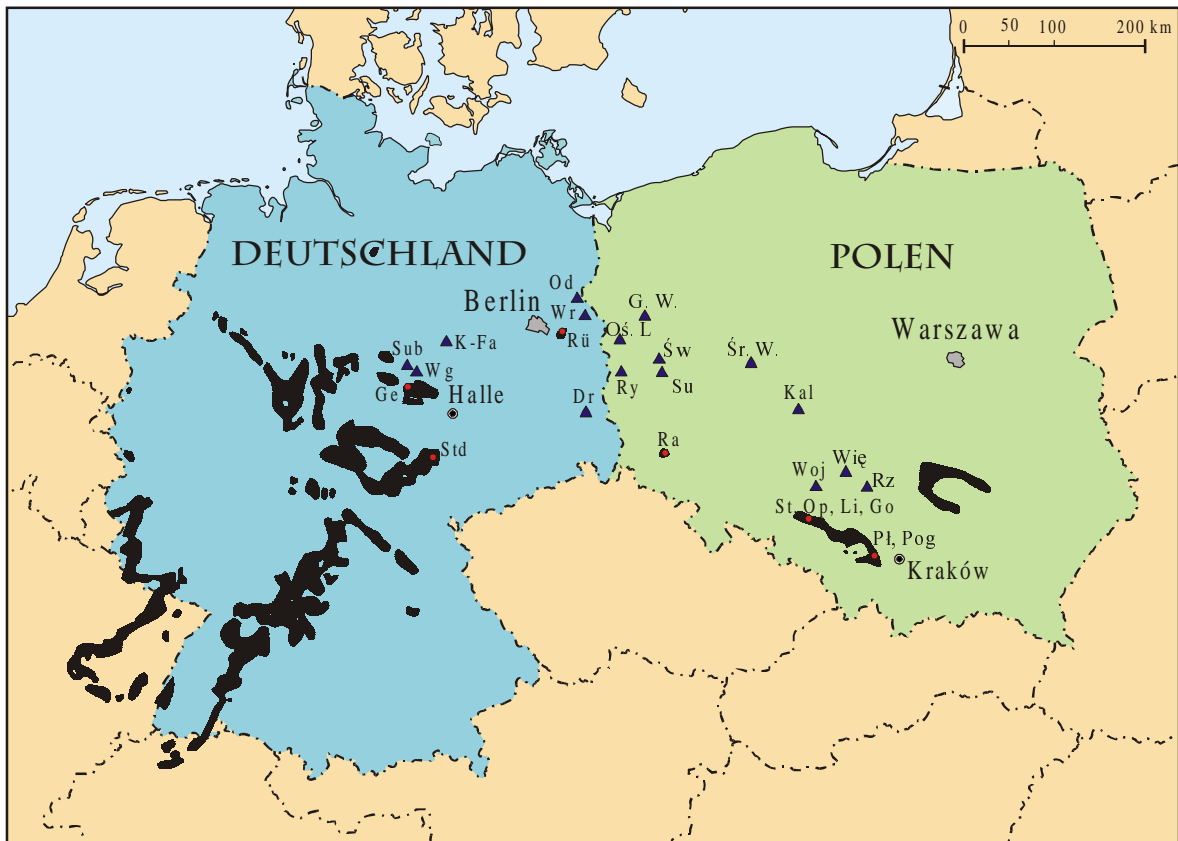 0 50 100 200 km
DEUTSCHLAND
POLEN
Od
Berlin
G. W.
Wr
Warszawa
Rü
Oś. L
K-Fa
Sub
Św
Śr. W.
Wg
Ge
Halle
Dr
Ry
Su
Kal
Std
Ra
Wię
Woj
Rz
St, Op, Li, Go
Pł, Pog
Kraków